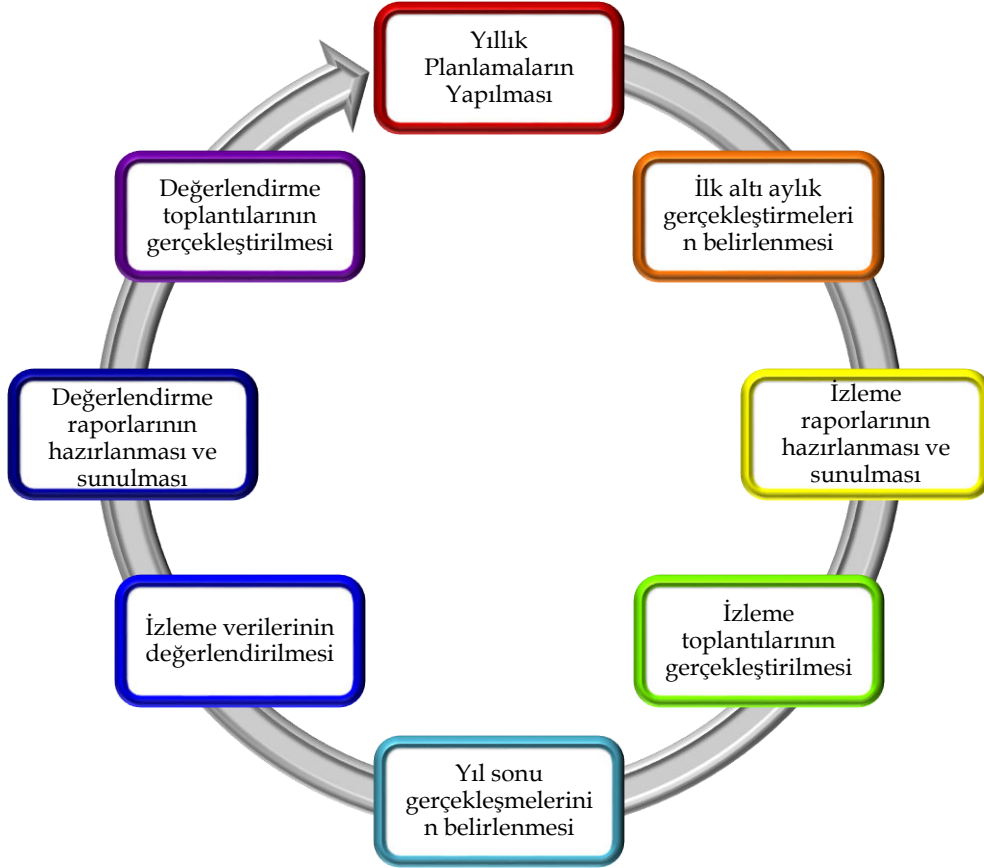 Yıllık
Planlamaların
Yapılması
İlk altı aylık
gerçekleştirmeleri
n belirlenmesi
İzleme
raporlarının
hazırlanması ve
sunulması
İzleme
toplantılarının
gerçekleştirilmesi
Yıl sonu
gerçekleşmelerini
n belirlenmesi
İzleme verilerinin
değerlendirilmesi
Değerlendirme
raporlarının
hazırlanması ve
sunulması
Değerlendirme
toplantılarının
gerçekleştirilmesi